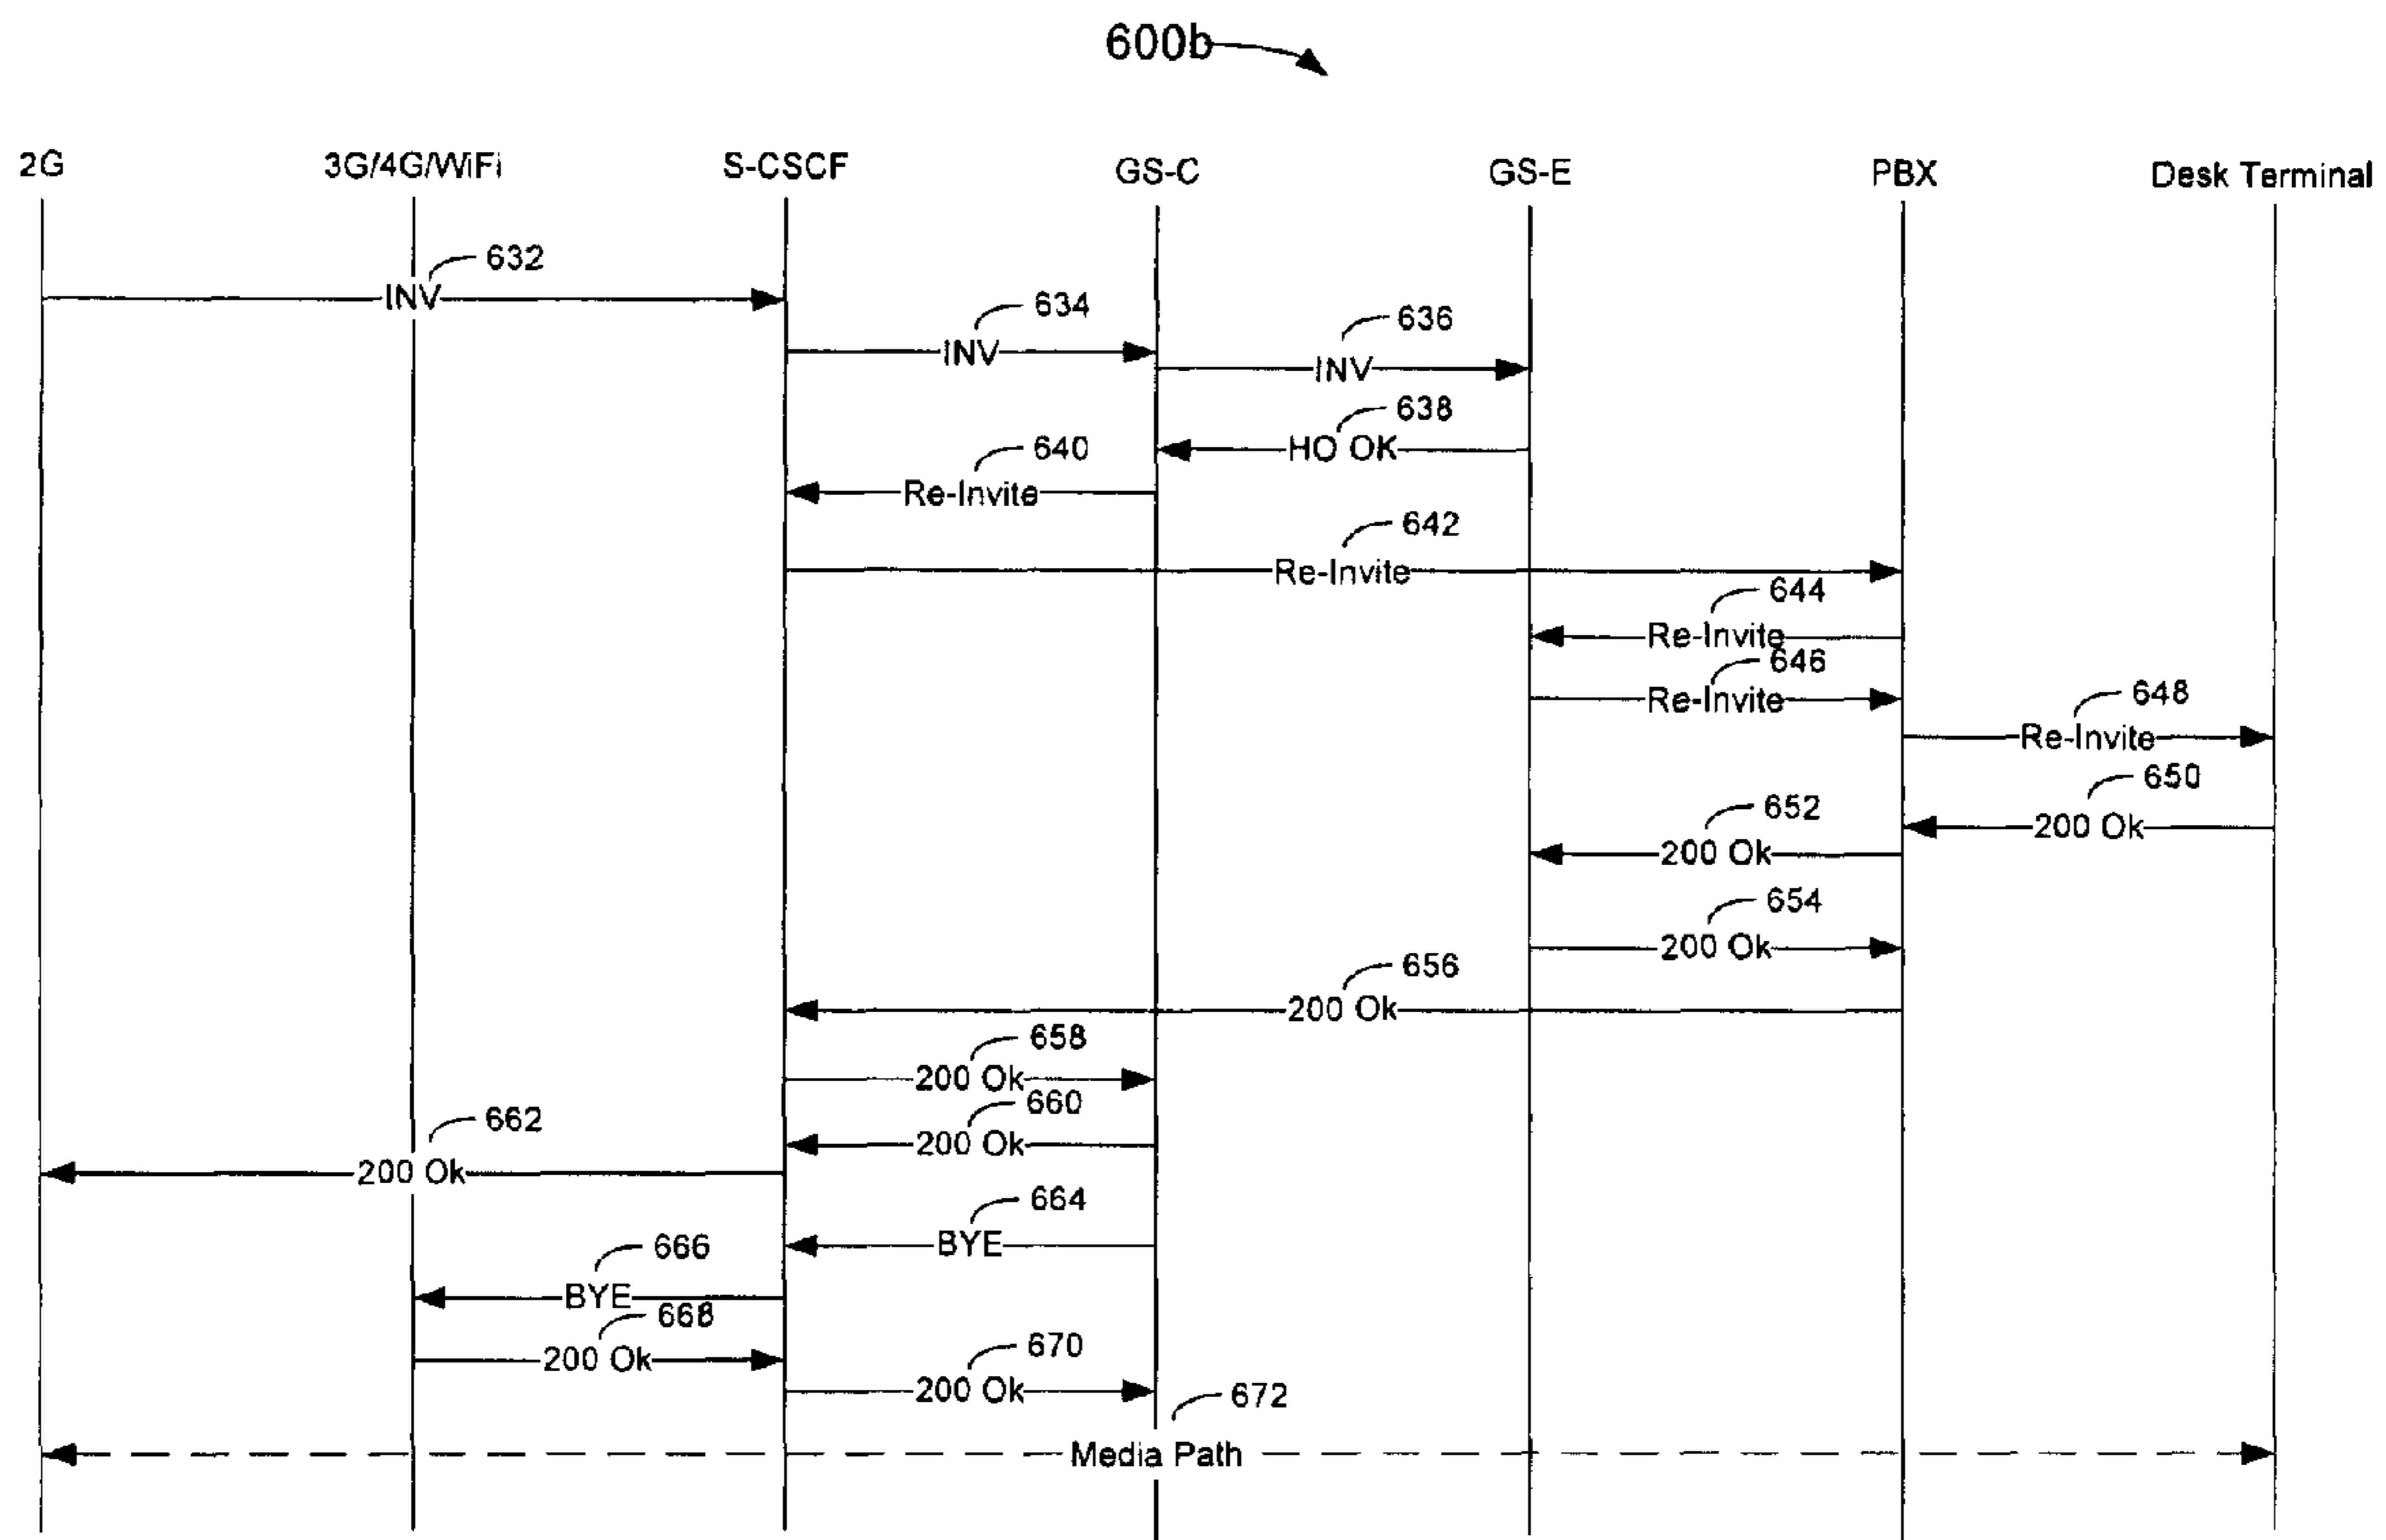 600b
2G
3G/4G/WiFi
S-CSCF
GS-C
GS-E
PBX
Desk Terminal
632
INV
634
INV
636
INV
638
HO OK
640
Re-Invite
642
Re-Invite
644
Re-Invite
646
Re-Invite
648
Re-Invite
650
200 Ok
652
200 Ok
654
200 Ok
656
200 Ok
658
200 Ok
660
200 Ok
662
200 Ok
664
BYE
666
BYE
668
200 Ok
670
200 Ok
672
Media Path